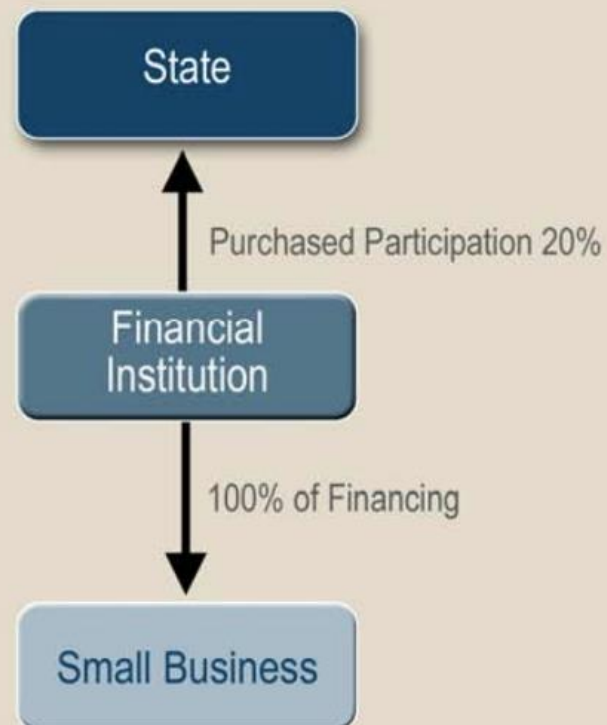 State
Purchased Participation 20%
Financial
Institution
100% of Financing
Small Business